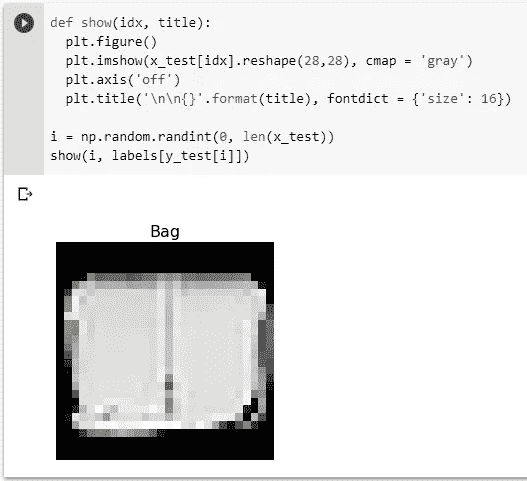 def show(idx, title):
  plt.figure()
  plt.imshow(x_test[idx].reshape(28,28), cmap = 'gray')
  plt.axis('off')
  plt.title('\n\n{}'.format(title), fontdict = {'size': 16})

i = np.random.randint(0, len(x_test))
show(i, labels[y_test[i]])
Bag